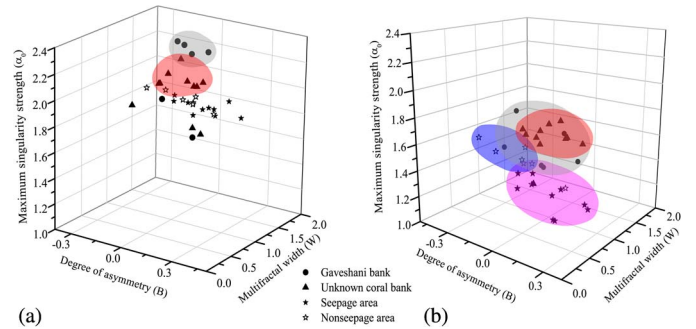 Maximum singularity strength (α₀)
2.4
2.2
2.0
1.8
1.6
1.4
1.2
1.0
-0.3
0.0
0.3
Degree of asymmetry (B)
0.0
0.5
1.0
1.5
2.0
Multifractal width (W)
(a)
Gaveshani bank
Unknown coral bank
Seepage area
Nonseepage area
Maximum singularity strength (α₀)
2.4
2.2
2.0
1.8
1.6
1.4
1.2
1.0
-0.3
0.0
0.3
Degree of asymmetry (B)
0.0
0.5
1.0
1.5
2.0
Multifractal width (W)
(b)